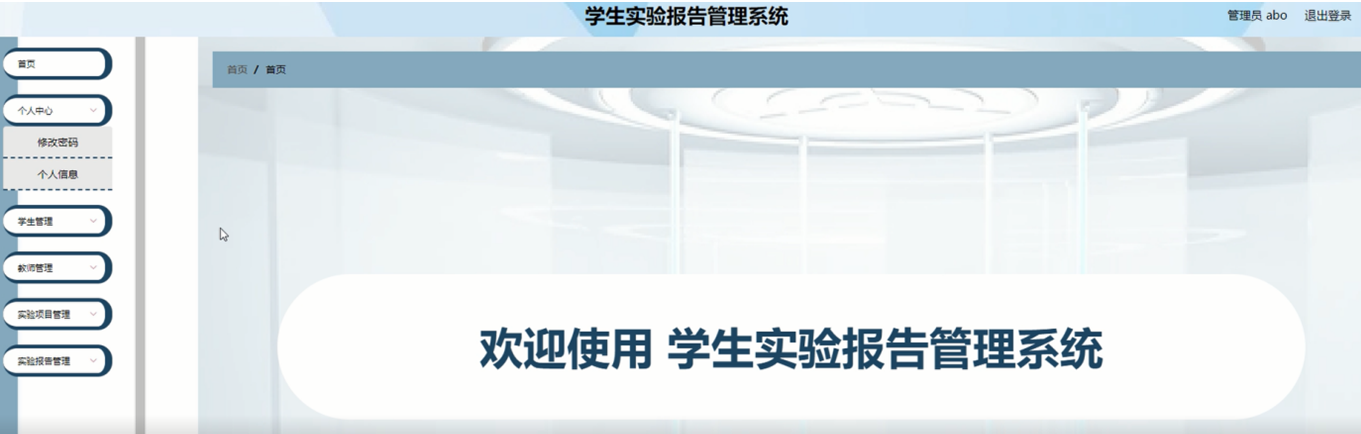 学生实验报告管理系统
管理员 abo 退出登录
首页
首页 / 首页
个人中心
修改密码
个人信息
学生管理
教师管理
实验项目管理
实验报告管理
欢迎使用 学生实验报告管理系统